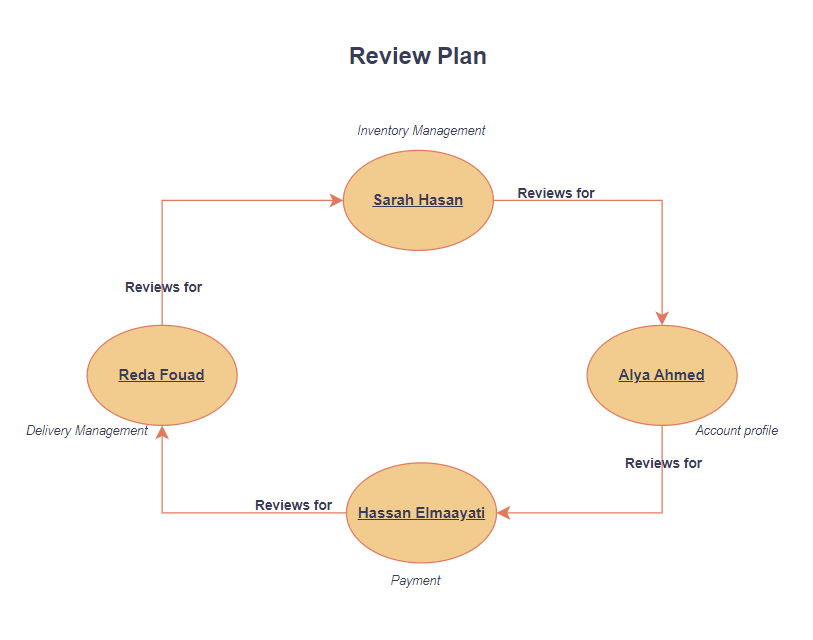 Review Plan
Inventory Management
Sarah Hasan
Reviews for
Reviews for
Reda Fouad
Alya Ahmed
Delivery Management
Account profile
Reviews for
Reviews for
Hassan Elmaayati
Payment